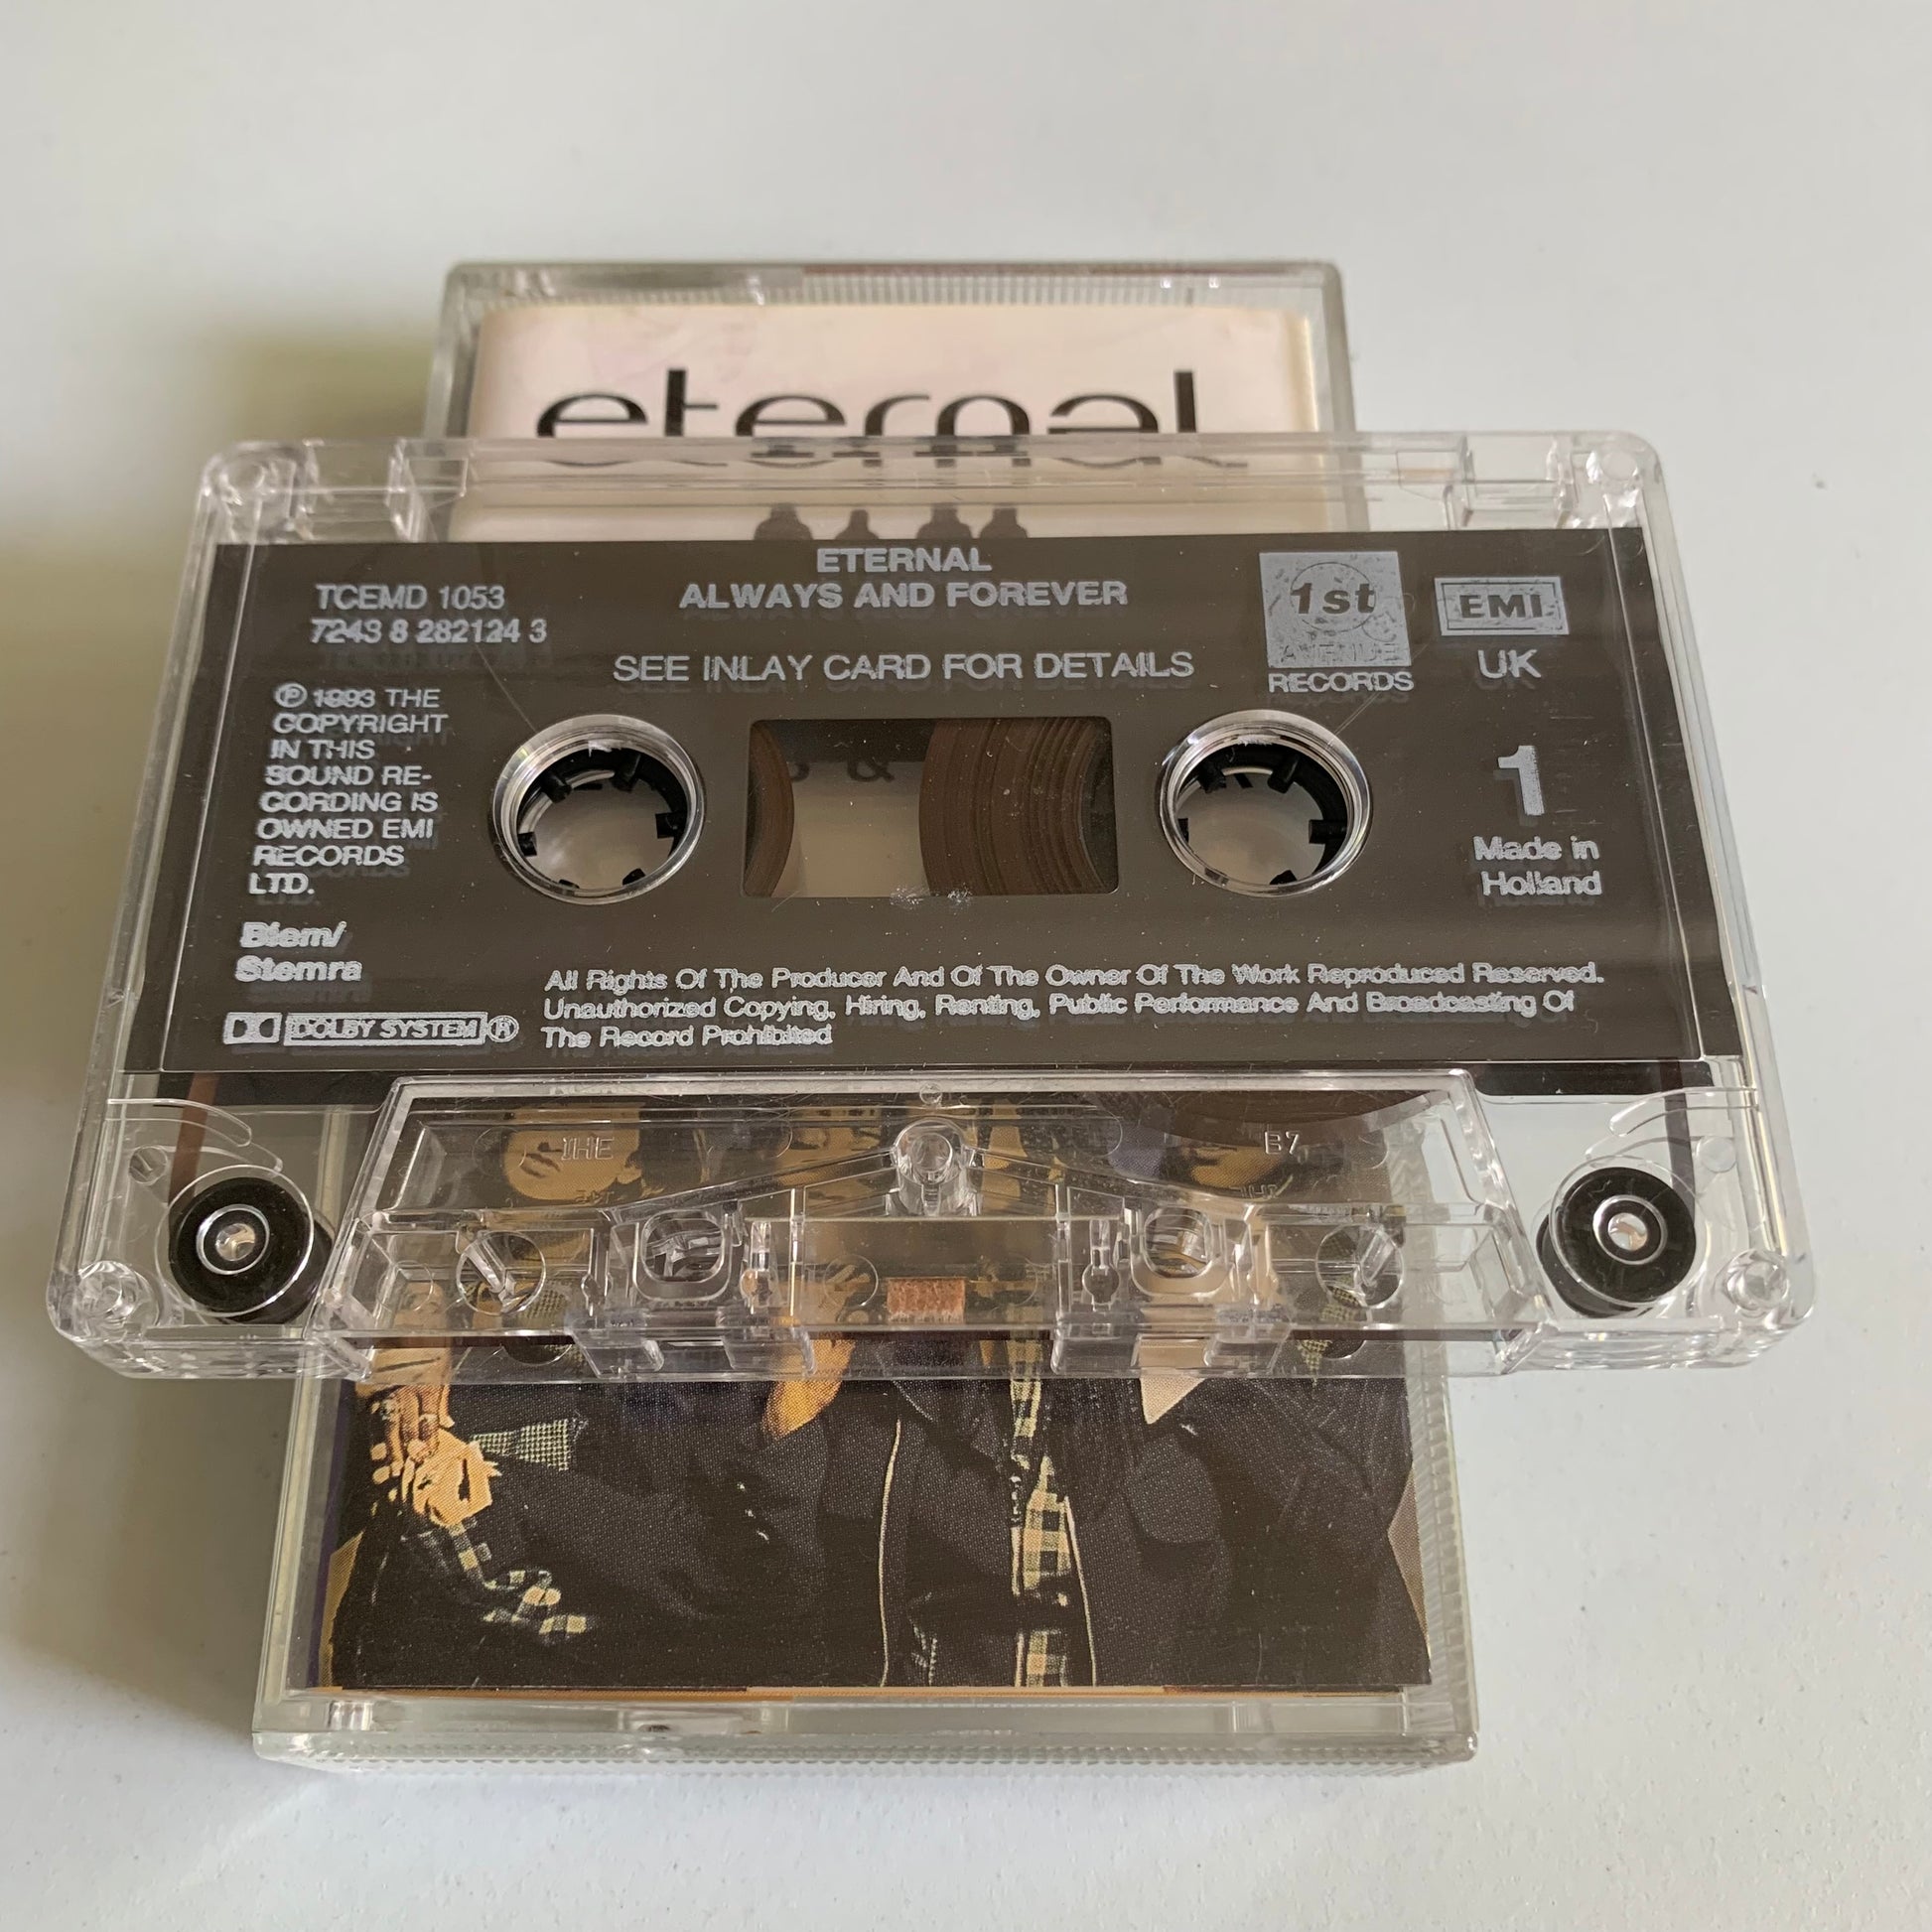 eternal
ETERNAL
ALWAYS AND FOREVER
SEE INLAY CARD FOR DETAILS
TCEMD 1053
7243 8 282124 3
1st
AVENUE
RECORDS
EMI
UK
℗ 1993 THE
COPYRIGHT
IN THIS
SOUND RE-
CORDING IS
OWNED EMI
RECORDS
LTD.
Biem/
Stemra
&
1
Made in
Holland
DOLBY SYSTEM ®
All Rights Of The Producer And Of The Owner Of The Work Reproduced Reserved.
Unauthorized Copying, Hiring, Renting, Public Performance And Broadcasting Of
The Record Prohibited
B7